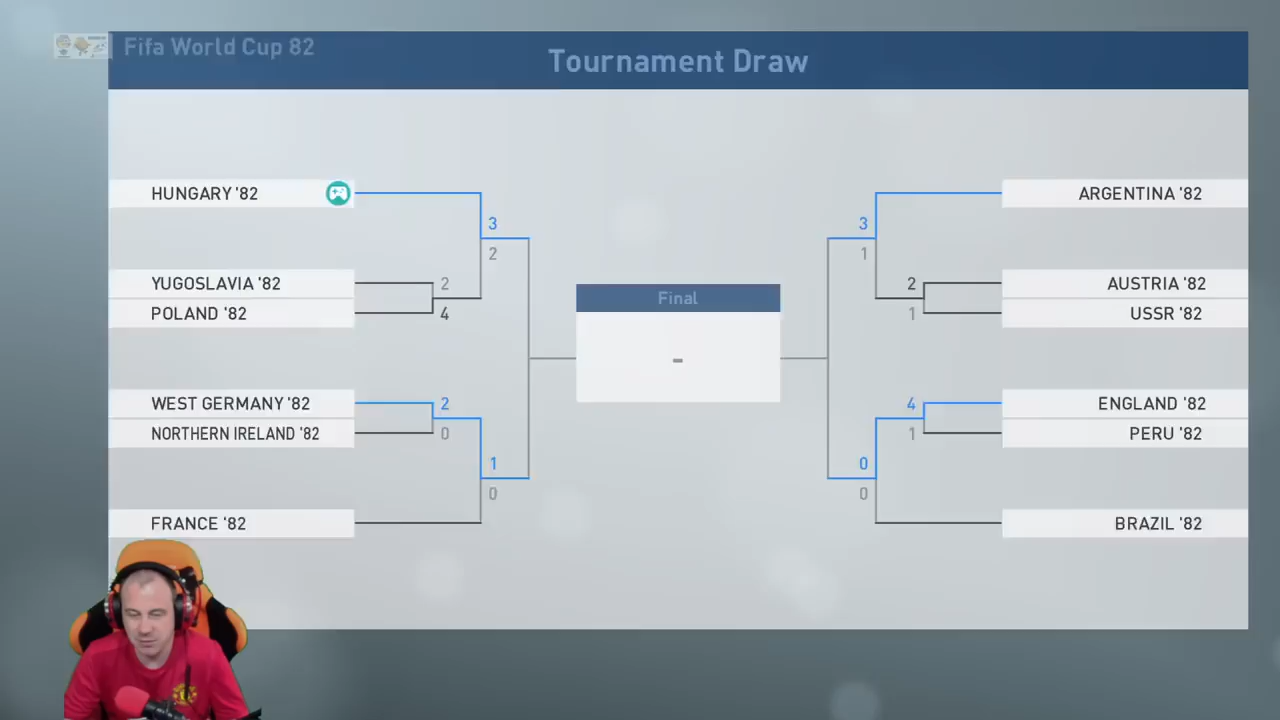 Fifa World Cup 82
Tournament Draw
HUNGARY '82
3
2
YUGOSLAVIA '82
2
POLAND '82
4
WEST GERMANY '82
2
NORTHERN IRELAND '82
0
1
0
FRANCE '82
Final
-
ARGENTINA '82
3
1
AUSTRIA '82
2
USSR '82
1
ENGLAND '82
4
PERU '82
1
0
0
BRAZIL '82